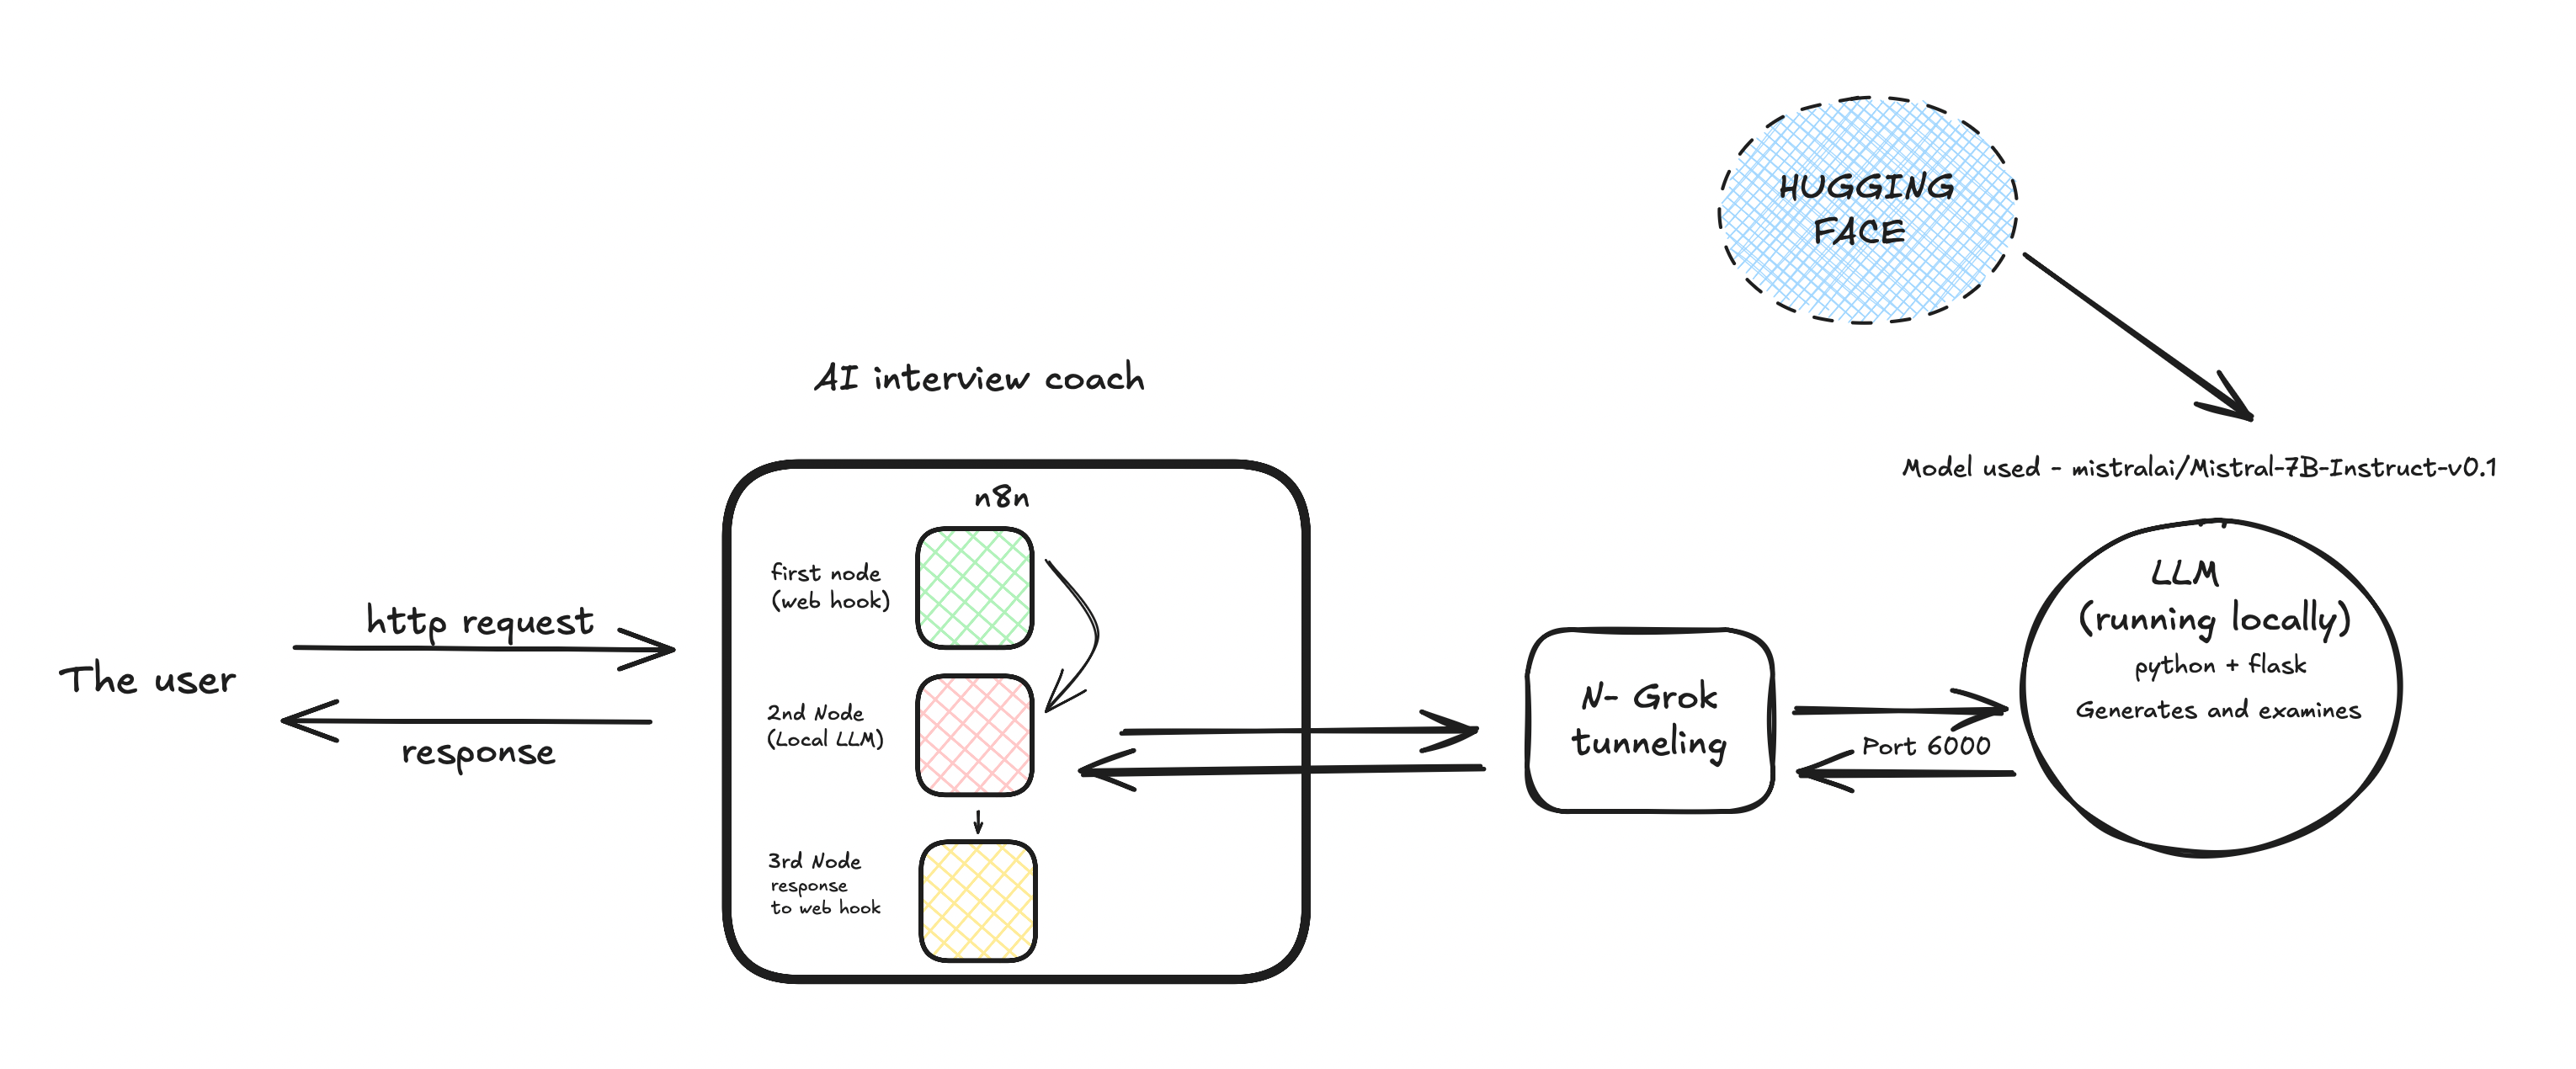 HUGGING
FACE
AI interview coach
Model used - mistralai/Mistral-7B-Instruct-v0.1
n8n
first node
(web hook)
LLM
(running locally)
python + flask
Generates and examines
http request
The user
response
2nd Node
(Local LLM)
N- Grok
tunneling
Port 6000
3rd Node
response
to web hook